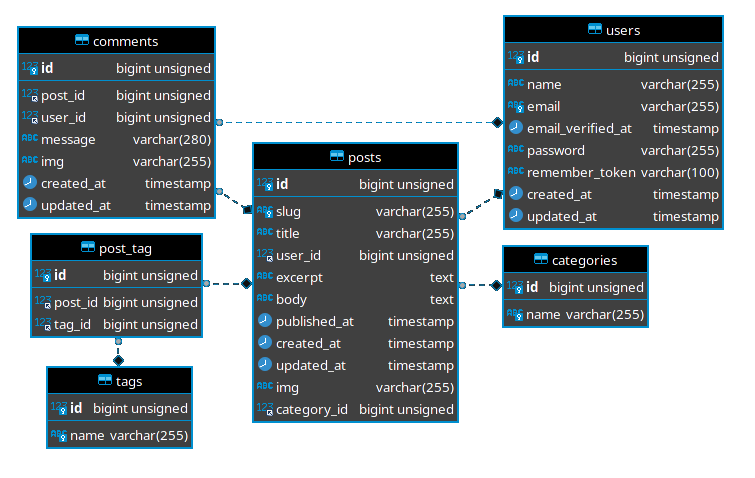 comments
id bigint unsigned
post_id bigint unsigned
user_id bigint unsigned
message varchar(280)
img varchar(255)
created_at timestamp
updated_at timestamp
users
id bigint unsigned
name varchar(255)
email varchar(255)
email_verified_at timestamp
password varchar(255)
remember_token varchar(100)
created_at timestamp
updated_at timestamp
posts
id bigint unsigned
slug varchar(255)
title varchar(255)
user_id bigint unsigned
excerpt text
body text
published_at timestamp
created_at timestamp
updated_at timestamp
img varchar(255)
category_id bigint unsigned
post_tag
id bigint unsigned
post_id bigint unsigned
tag_id bigint unsigned
categories
id bigint unsigned
name varchar(255)
tags
id bigint unsigned
name varchar(255)